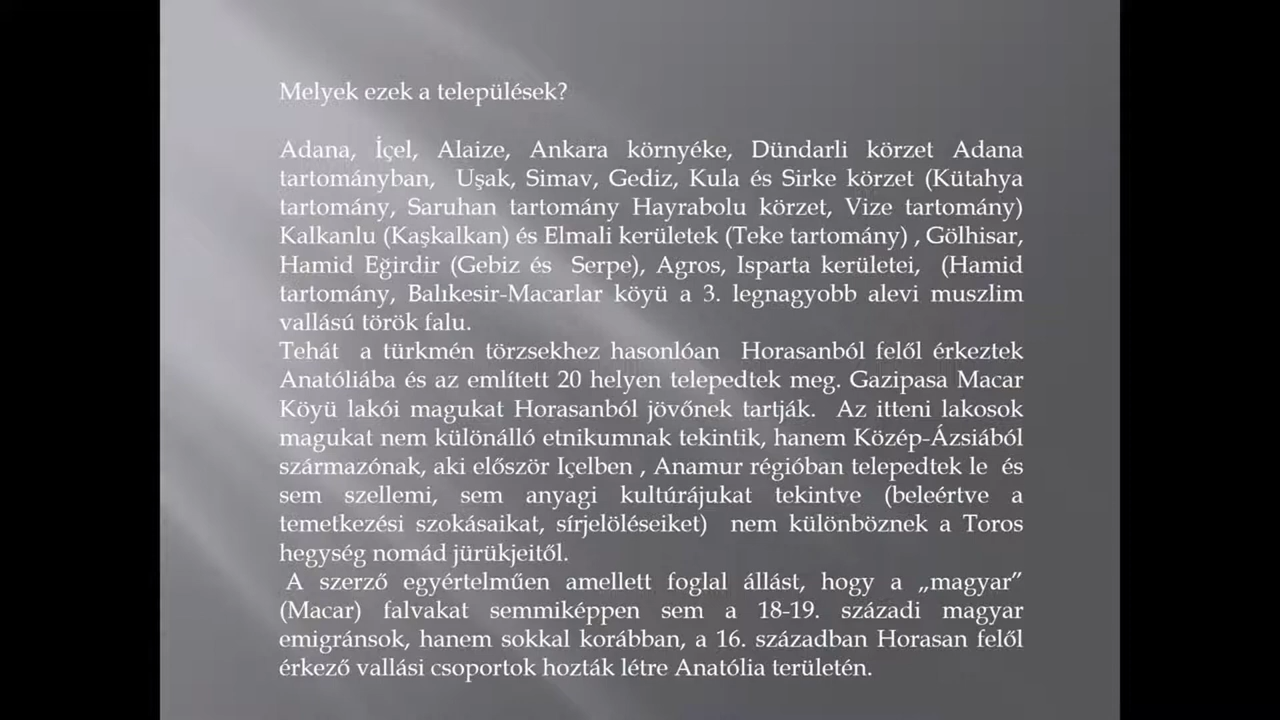 Melyek ezek a települések?
Adana, İçel, Alaize, Ankara környéke, Dündarli körzet Adana
tartományban, Uşak, Simav, Gediz, Kula és Sirke körzet (Kütahya
tartomány, Saruhan tartomány Hayrabolu körzet, Vize tartomány)
Kalkanlu (Kaşkalkan) és Elmali kerületek (Teke tartomány) , Gölhisar,
Hamid Eğirdir (Gebiz és Serpe), Agros, Isparta kerületei, (Hamid
tartomány, Balıkesir-Macarlar köyü a 3. legnagyobb alevi muszlim
vallású török falu.
Tehát a türkmén törzsekhez hasonlóan Horasanból felől érkeztek
Anatóliába és az említett 20 helyen telepedtek meg. Gazipasa Macar
Köyü lakói magukat Horasanból jövőnek tartják. Az itteni lakosok
magukat nem különálló etnikumnak tekintik, hanem Közép-Ázsiából
származónak, aki először Içelben , Anamur régióban telepedtek le és
sem szellemi, sem anyagi kultúrájukat tekintve (beleértve a
temetkezési szokásaikat, sírjelöléseiket) nem különböznek a Toros
hegység nomád jürükjeitől.
A szerző egyértelműen amellett foglal állást, hogy a „magyar”
(Macar) falvakat semmiképpen sem a 18-19. századi magyar
emigránsok, hanem sokkal korábban, a 16. században Horasan felől
érkező vallási csoportok hozták létre Anatólia területén.